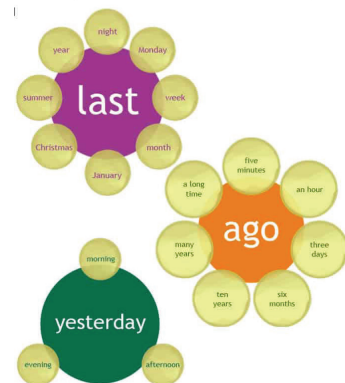 night
year
Monday
last
summer
week
Christmas
month
January
five
minutes
a long
time
an hour
ago
many
years
three
days
ten
years
six
months
morning
yesterday
evening
afternoon